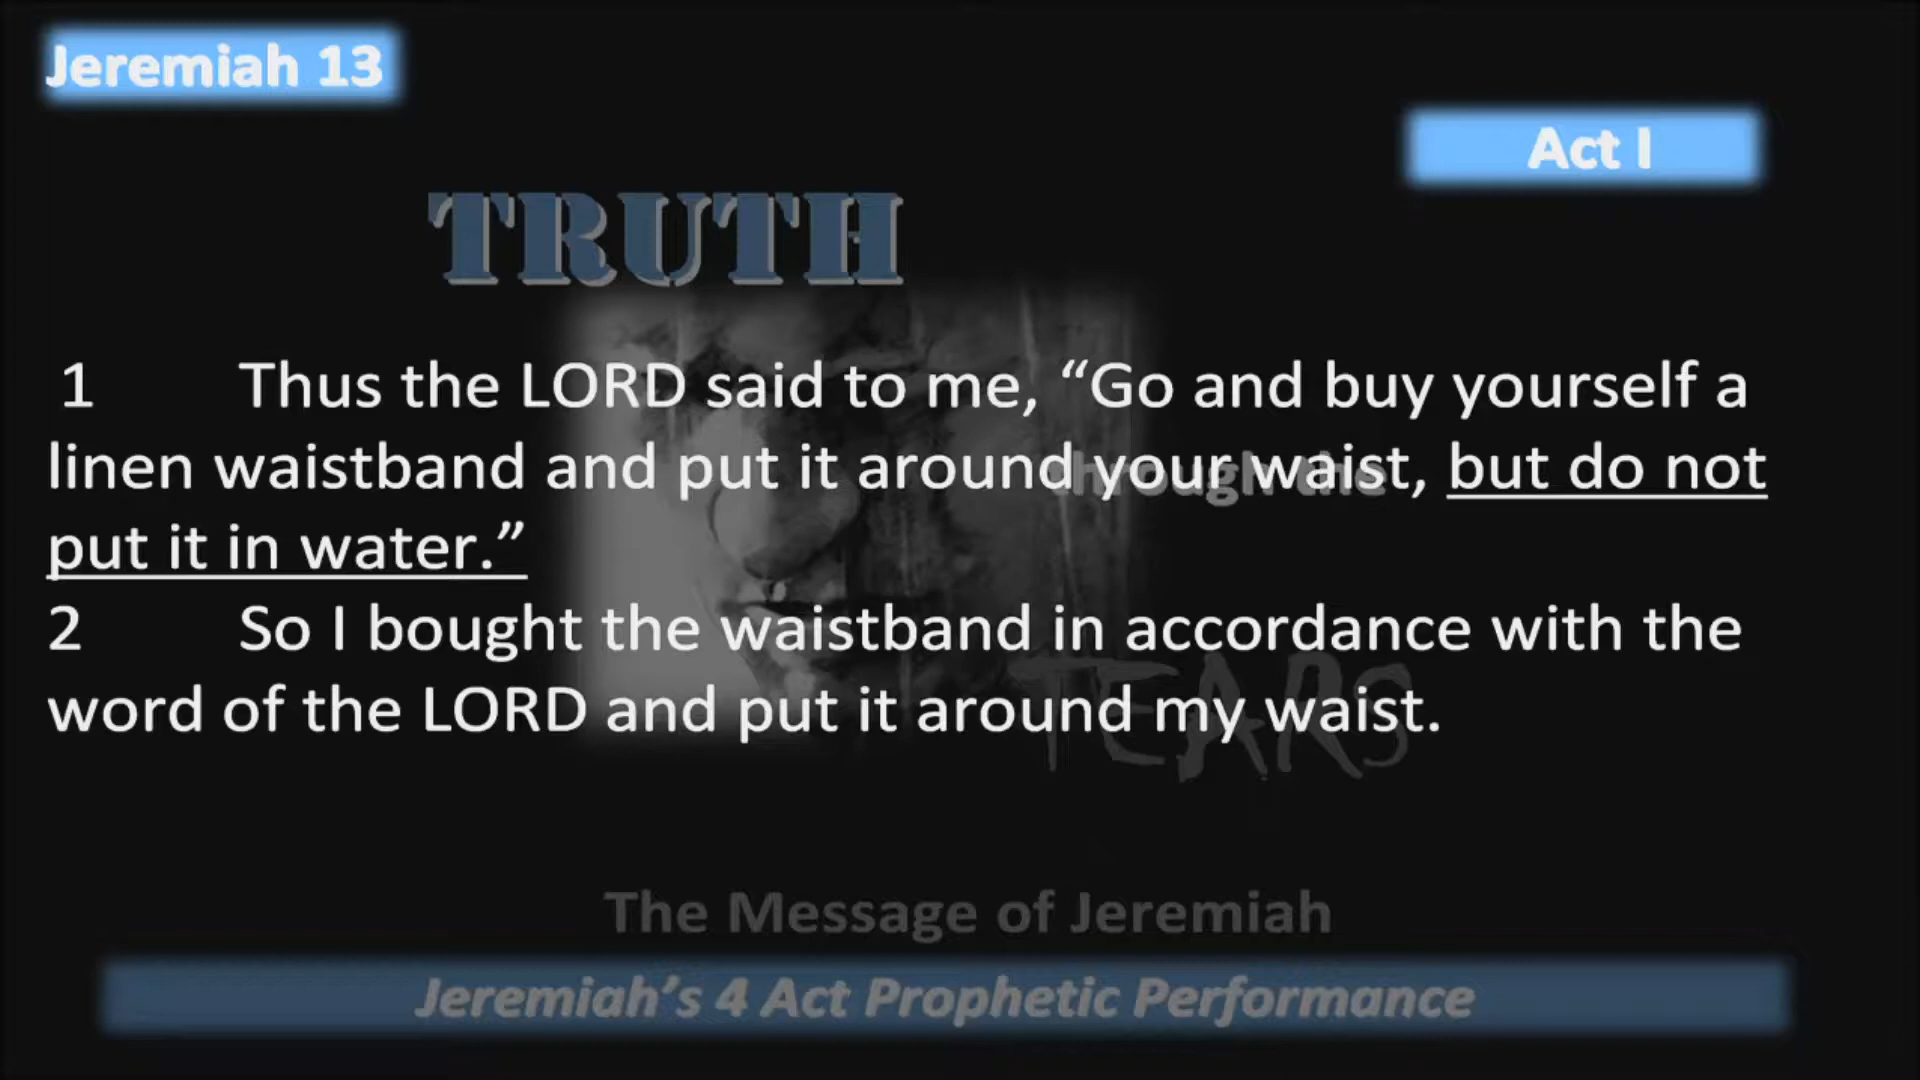 Jeremiah 13
Act I
TRUTH
1 Thus the LORD said to me, “Go and buy yourself a
linen waistband and put it around your waist, but do not
through the
put it in water.”
2 So I bought the waistband in accordance with the
word of the LORD and put it around my waist.
TEARS
The Message of Jeremiah
Jeremiah’s 4 Act Prophetic Performance